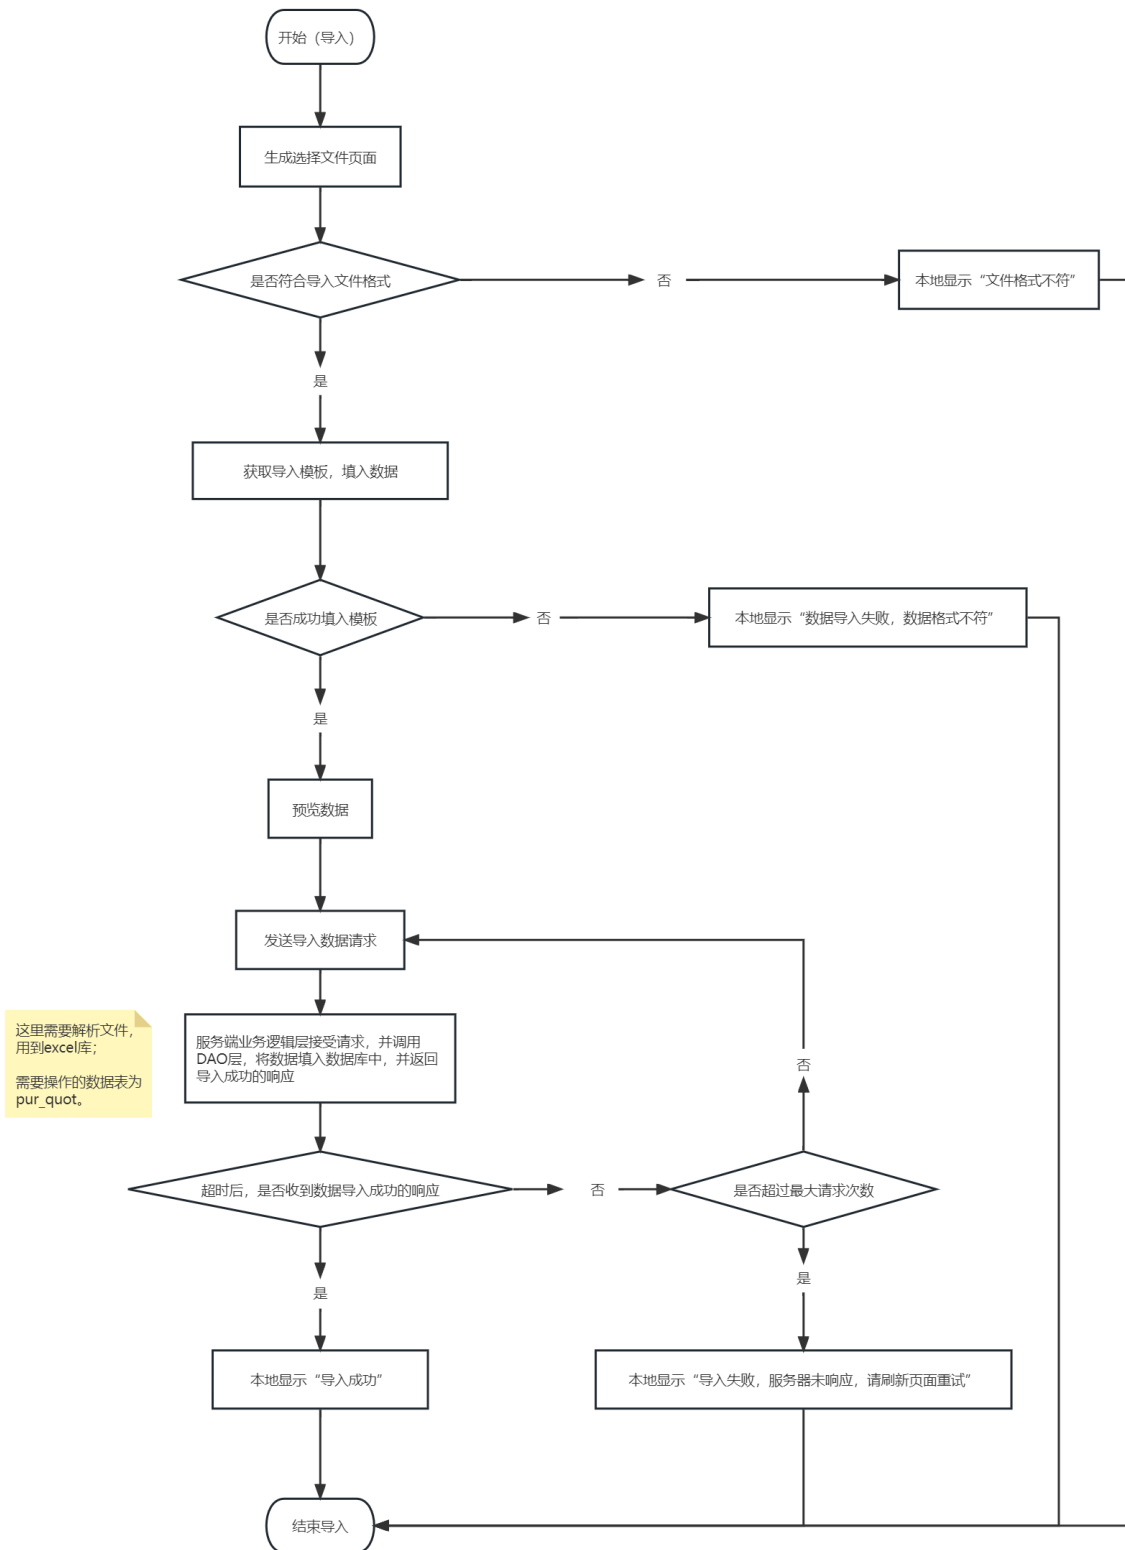 开始（导入）
生成选择文件页面
是否符合导入文件格式
否
本地显示“文件格式不符”
是
获取导入模板，填入数据
是否成功填入模板
否
本地显示“数据导入失败，数据格式不符”
是
预览数据
发送导入数据请求
这里需要解析文件，
用到excel库；
需要操作的数据表为
pur_quot。
服务端业务逻辑层接受请求，并调用
DAO层，将数据填入数据库中，并返回
导入成功的响应
否
超时后，是否收到数据导入成功的响应
否
是否超过最大请求次数
是
是
本地显示“导入成功”
本地显示“导入失败，服务器未响应，请刷新页面重试”
结束导入